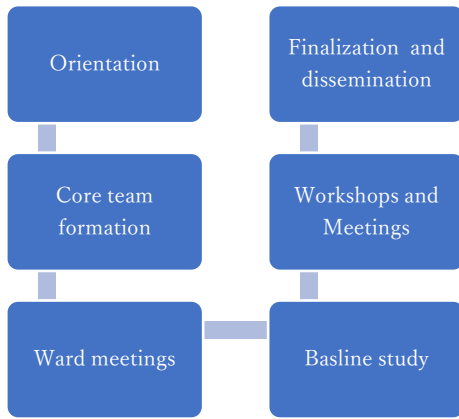 Orientation
Core team
formation
Ward meetings
Basline study
Workshops and
Meetings
Finalization and
dissemination